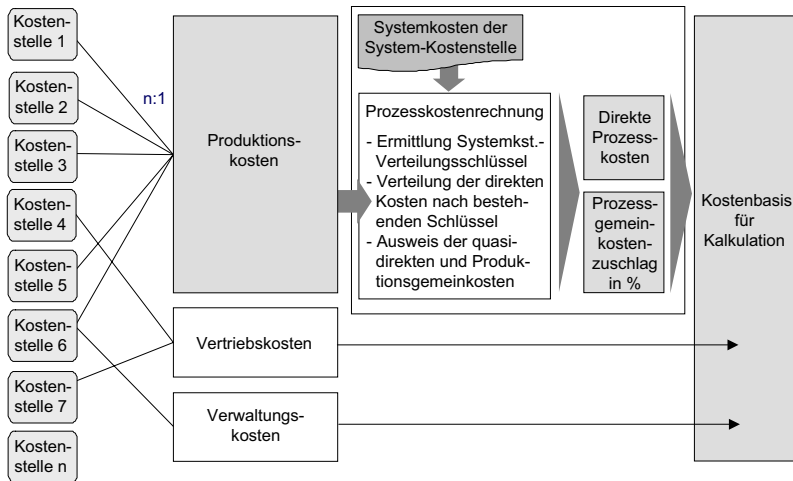 Kosten-
stelle 1
Kosten-
stelle 2
Kosten-
stelle 3
Kosten-
stelle 4
Kosten-
stelle 5
Kosten-
stelle 6
Kosten-
stelle 7
Kosten-
stelle n
n:1
Produktions-
kosten
Vertriebskosten
Verwaltungs-
kosten
Systemkosten der
System-Kostenstelle
Prozesskostenrechnung
- Ermittlung Systemkst.-
Verteilungsschlüssel
- Verteilung der direkten
Kosten nach besteh-
enden Schlüssel
- Ausweis der quasi-
direkten und Produk-
tionsgemeinkosten
Direkte
Prozess-
kosten
Prozess-
gemein-
kosten-
zuschlag
in %
Kostenbasis
für
Kalkulation